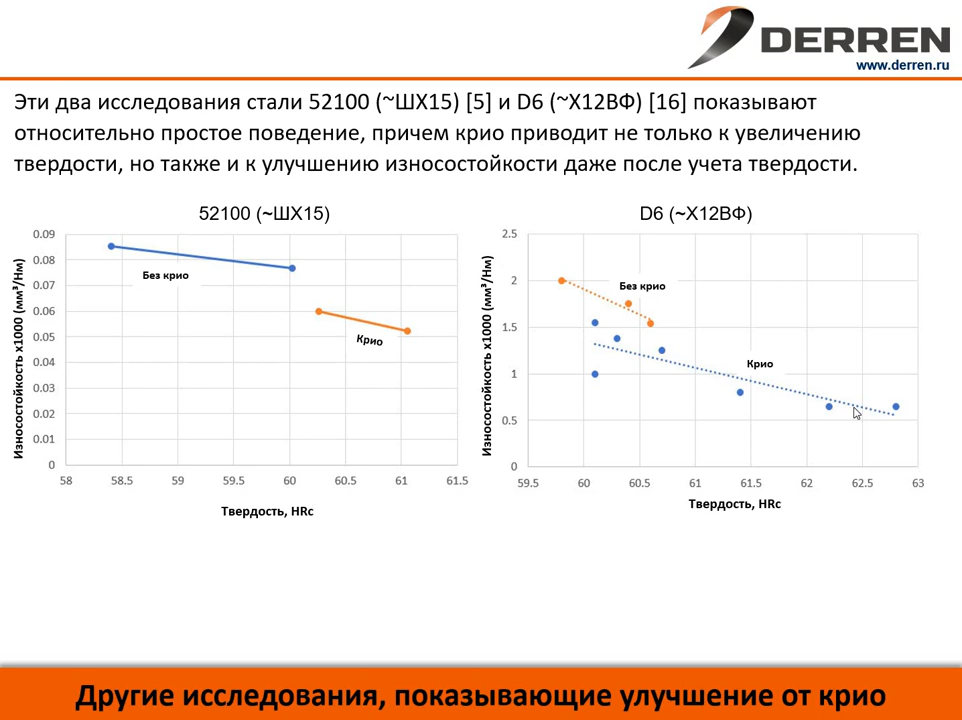 DERREN
www.derren.ru
Эти два исследования стали 52100 (~ШХ15) [5] и D6 (~Х12ВФ) [16] показывают
относительно простое поведение, причем крио приводит не только к увеличению
твердости, но также и к улучшению износостойкости даже после учета твердости.
52100 (~ШХ15)
Износостойкость x1000 (мм³/Нм)
0.09
0.08
0.07
0.06
0.05
0.04
0.03
0.02
0.01
0
Без крио
Крио
58
58.5
59
59.5
60
60.5
61
61.5
Твердость, HRc
D6 (~Х12ВФ)
Износостойкость x1000 (мм³/Нм)
2.5
2
1.5
1
0.5
0
Без крио
Крио
59.5
60
60.5
61
61.5
62
62.5
63
Твердость, HRc
Другие исследования, показывающие улучшение от крио